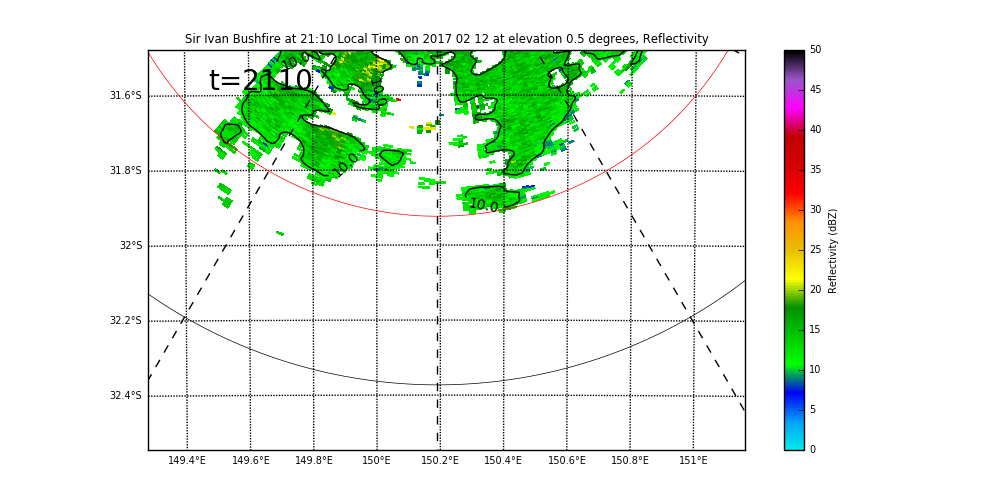 Sir Ivan Bushfire at 21:10 Local Time on 2017 02 12 at elevation 0.5 degrees, Reflectivity
t=2110
10.0
10.0
10.0
31.6°S
31.8°S
32°S
32.2°S
32.4°S
149.4°E 149.6°E 149.8°E 150°E 150.2°E 150.4°E 150.6°E 150.8°E 151°E
50
45
40
35
30
25
20
15
10
5
0
Reflectivity (dBZ)